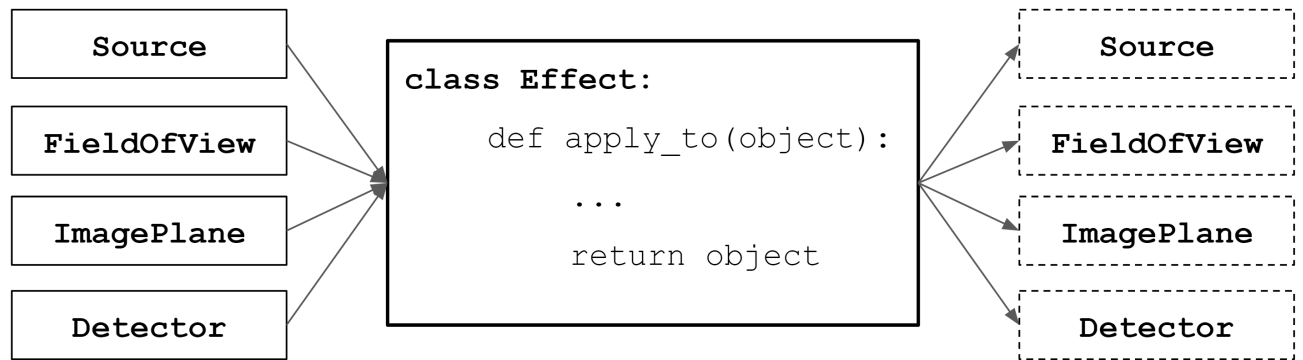 Source
FieldOfView
ImagePlane
Detector
class Effect:
def apply_to(object):
...
return object
Source
FieldOfView
ImagePlane
Detector